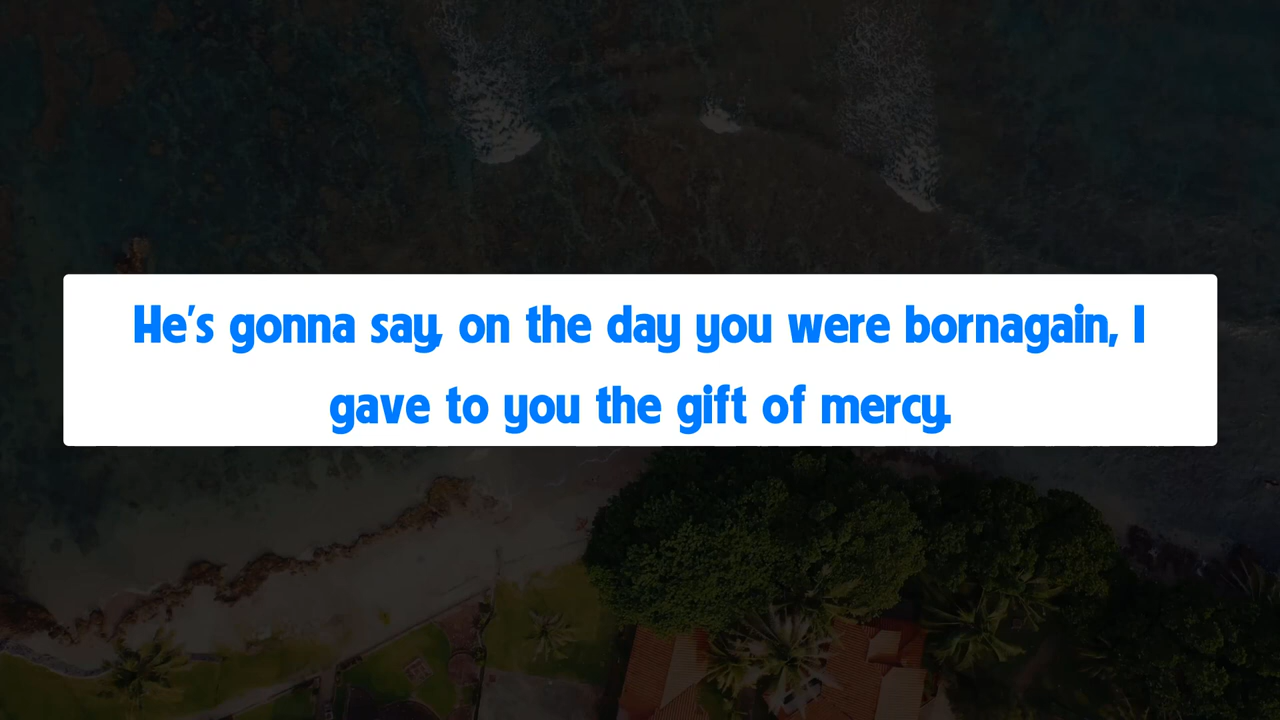 He's gonna say, on the day you were bornagain, I
gave to you the gift of mercy.